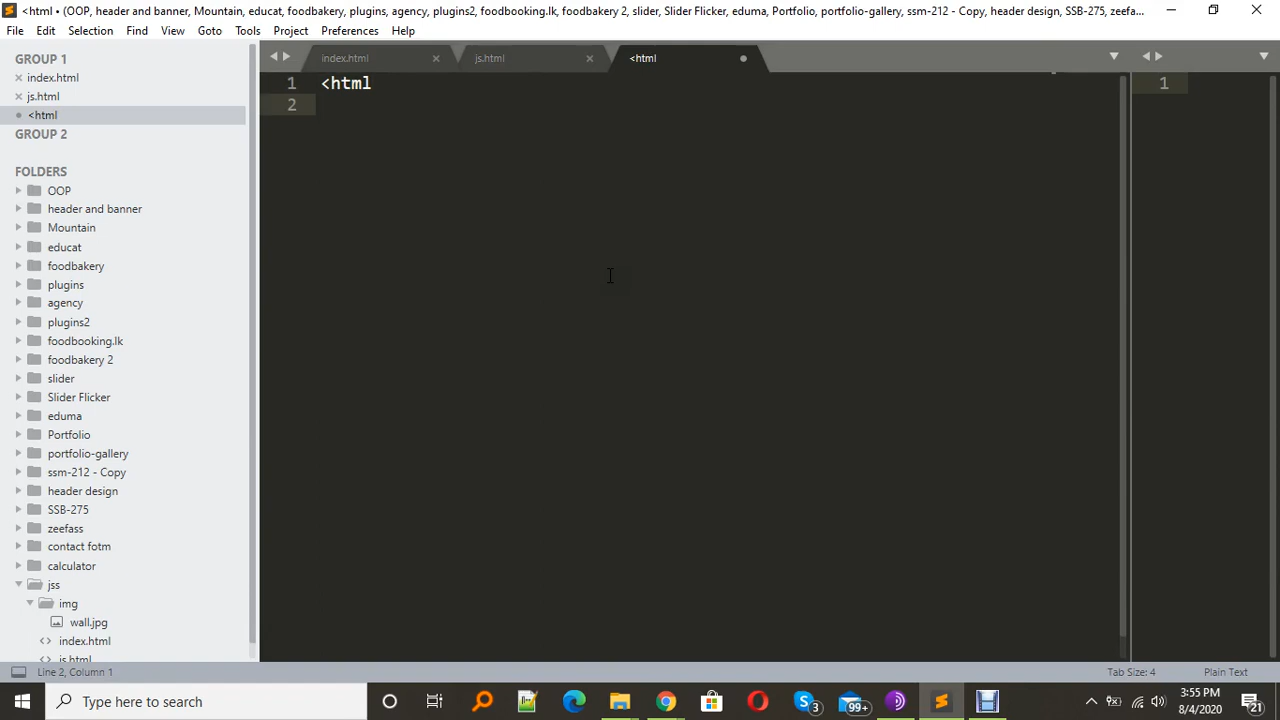 <html • (OOP, header and banner, Mountain, educat, foodbakery, plugins, agency, plugins2, foodbooking.lk, foodbakery 2, slider, Slider Flicker, eduma, Portfolio, portfolio-gallery, ssm-212 - Copy, header design, SSB-275, zeefa...
File Edit Selection Find View Goto Tools Project Preferences Help
GROUP 1
index.html
js.html
<html
GROUP 2
FOLDERS
OOP
header and banner
Mountain
educat
foodbakery
plugins
agency
plugins2
foodbooking.lk
foodbakery 2
slider
Slider Flicker
eduma
Portfolio
portfolio-gallery
ssm-212 - Copy
header design
SSB-275
zeefass
contact fotm
calculator
jss
img
wall.jpg
index.html
js.html
index.html js.html <html
1 <html
2
1
Line 2, Column 1 Tab Size: 4 Plain Text
Type here to search
3
99+
3:55 PM
8/4/2020
21